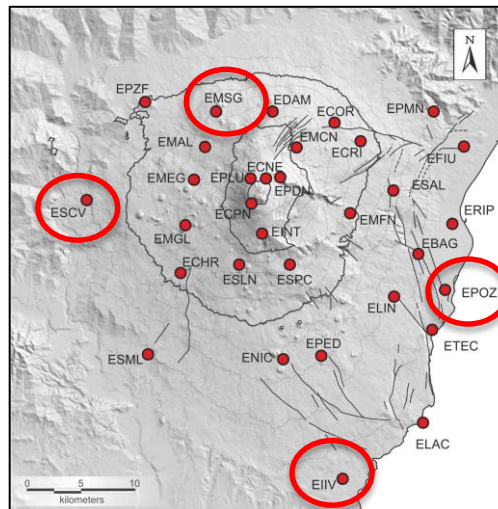 N
EPZF
EMSG
EDAM
ECOR
EPMN
EMCN
ECRI
EMAL
EFIU
EMEG
EPLU
ECNE
EPDN
ESAL
ESCV
ECPN
EMFN
ERIP
EMGL
EINT
EBAG
ECHR
ESLN
ESPC
ELIN
EPOZ
ETEC
ESML
ENIC
EPED
ELAC
EIIV
0 5 10
kilometers